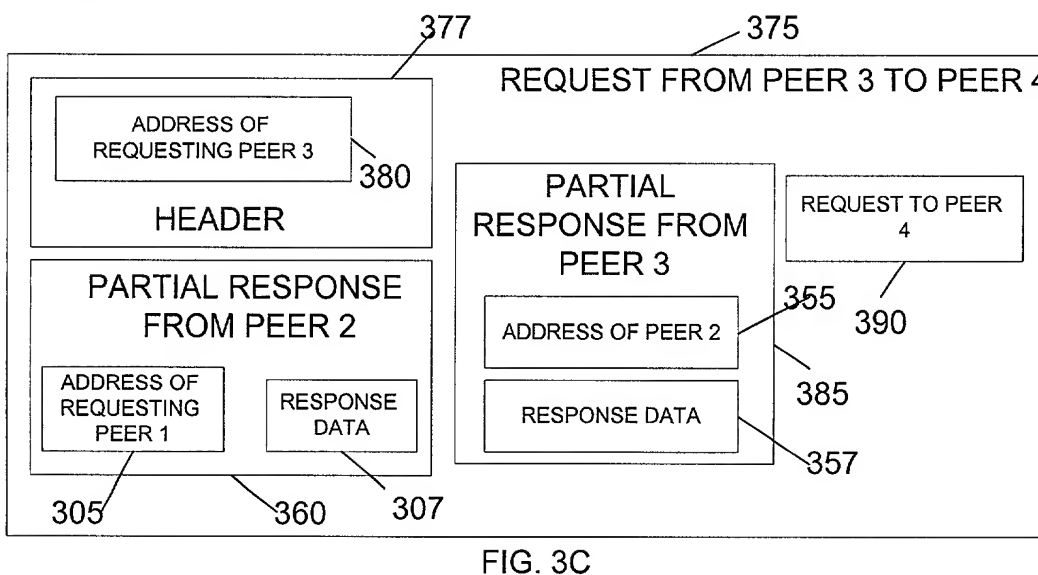 377
375
REQUEST FROM PEER 3 TO PEER 4
ADDRESS OF
REQUESTING PEER 3
380
HEADER
PARTIAL
RESPONSE FROM
PEER 3
REQUEST TO PEER
4
390
355
ADDRESS OF PEER 2
385
RESPONSE DATA
357
PARTIAL RESPONSE
FROM PEER 2
ADDRESS OF
REQUESTING
PEER 1
RESPONSE
DATA
305
360
307
FIG. 3C